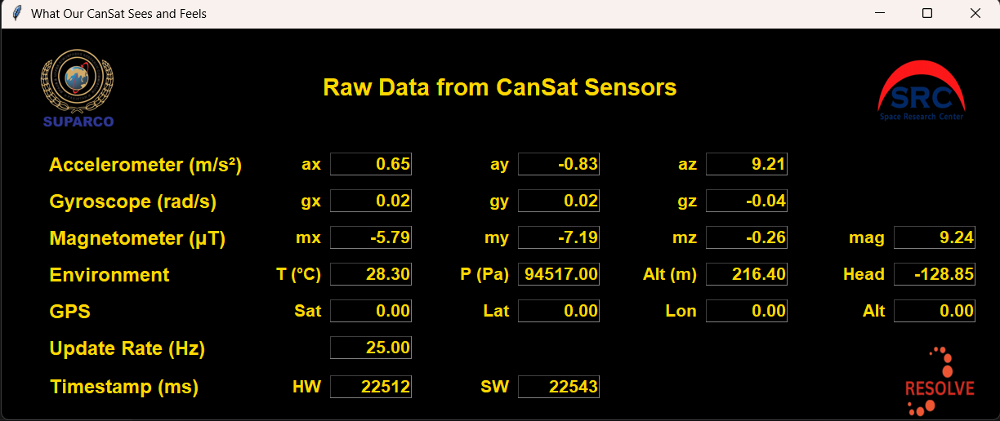 What Our CanSat Sees and Feels
Raw Data from CanSat Sensors
SUPARCO
SRC
Space Research Center
Accelerometer (m/s²) ax 0.65 ay -0.83 az 9.21
Gyroscope (rad/s) gx 0.02 gy 0.02 gz -0.04
Magnetometer (µT) mx -5.79 my -7.19 mz -0.26 mag 9.24
Environment T (°C) 28.30 P (Pa) 94517.00 Alt (m) 216.40 Head -128.85
GPS Sat 0.00 Lat 0.00 Lon 0.00 Alt 0.00
Update Rate (Hz) 25.00
Timestamp (ms) HW 22512 SW 22543
RESOLVE